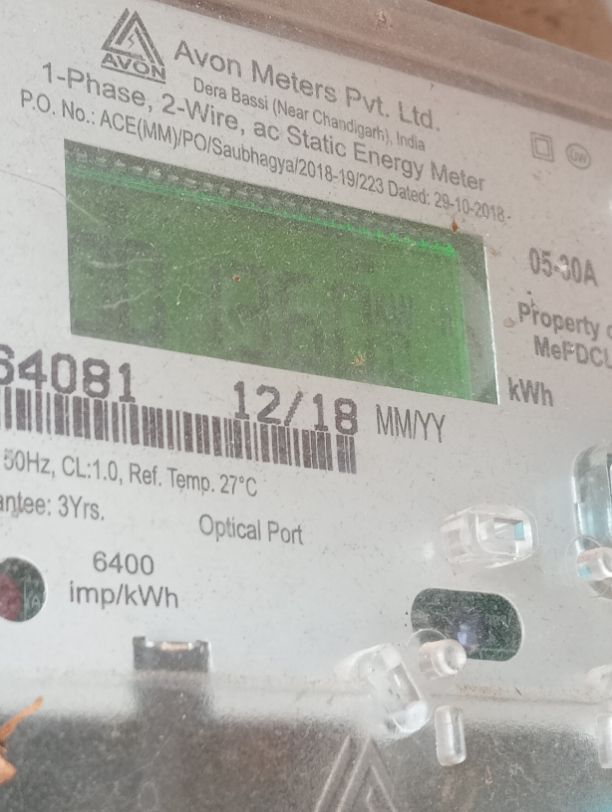 AVON
Avon Meters Pvt. Ltd.
Dera Bassi (Near Chandigarh), India
1-Phase, 2-Wire, ac Static Energy Meter
P.O. No.: ACE(MM)/PO/Saubhagya/2018-19/223 Dated: 29-10-2018
05-30A
Property
MePDCL
kWh
64081 12/18 MM/YY
50Hz, CL:1.0, Ref. Temp. 27°C
3Yrs.
Optical Port
6400
imp/kWh